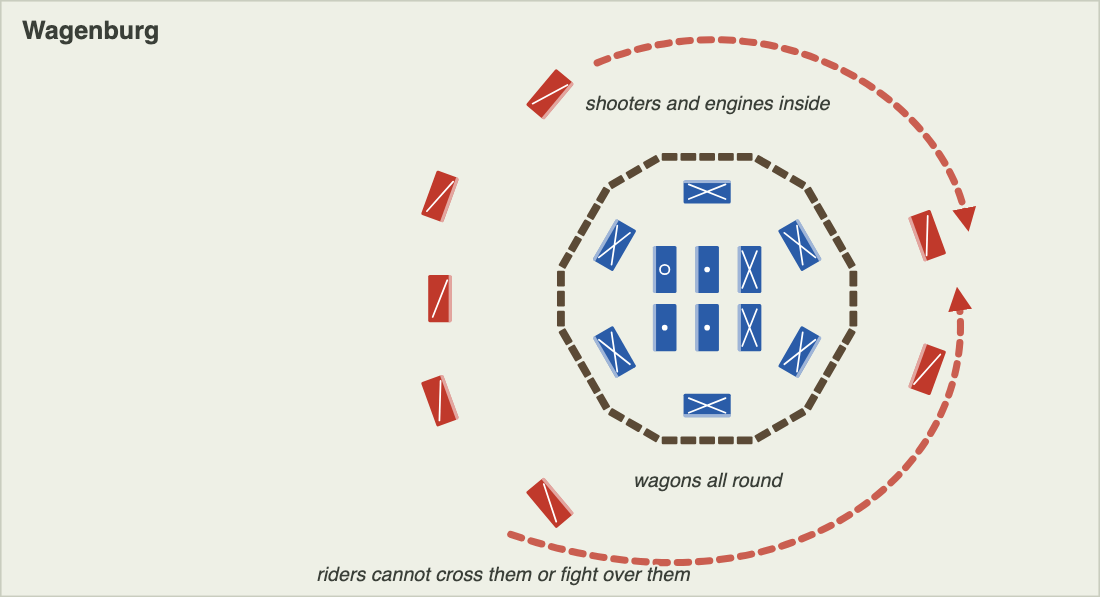 Wagenburg
shooters and engines inside
wagons all round
riders cannot cross them or fight over them